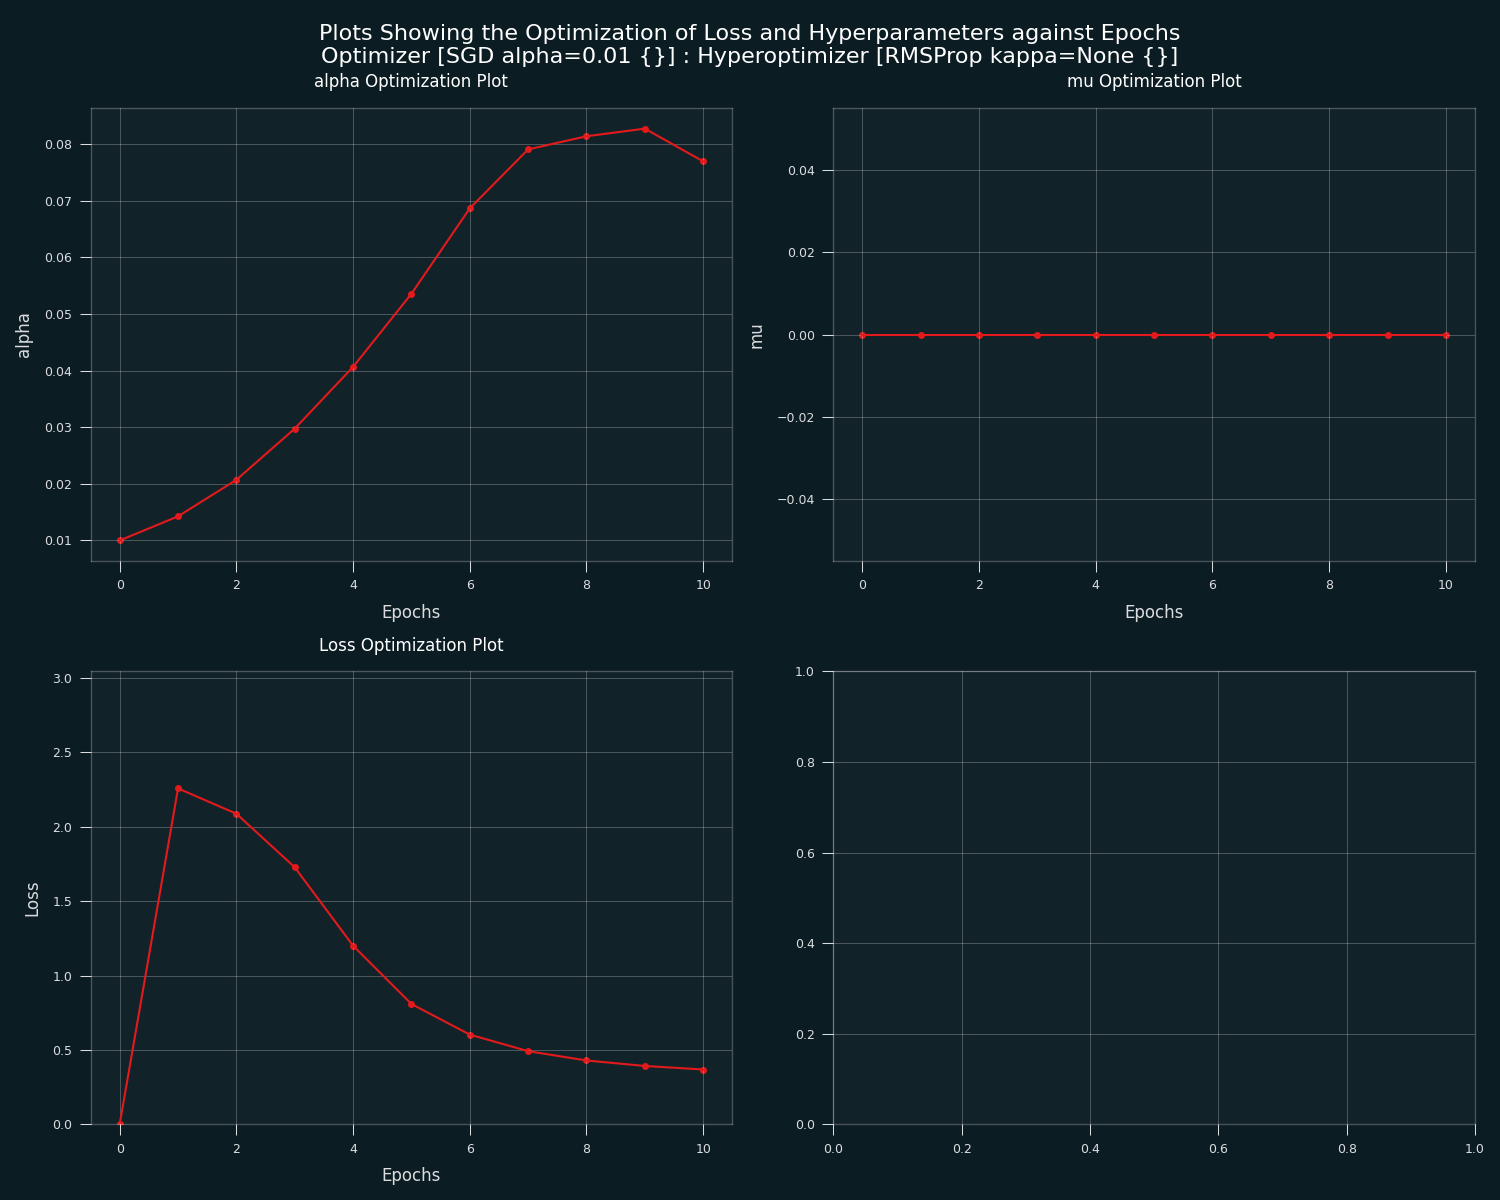 Plots Showing the Optimization of Loss and Hyperparameters against Epochs
Optimizer [SGD alpha=0.01 {}] : Hyperoptimizer [RMSProp kappa=None {}]
alpha Optimization Plot
0.08
0.07
0.06
0.05
0.04
0.03
0.02
0.01
alpha
0 2 4 6 8 10
Epochs
mu Optimization Plot
0.04
0.02
0.00
−0.02
−0.04
mu
0 2 4 6 8 10
Epochs
Loss Optimization Plot
3.0
2.5
2.0
1.5
1.0
0.5
0.0
Loss
0 2 4 6 8 10
Epochs
1.0
0.8
0.6
0.4
0.2
0.0
0.0 0.2 0.4 0.6 0.8 1.0